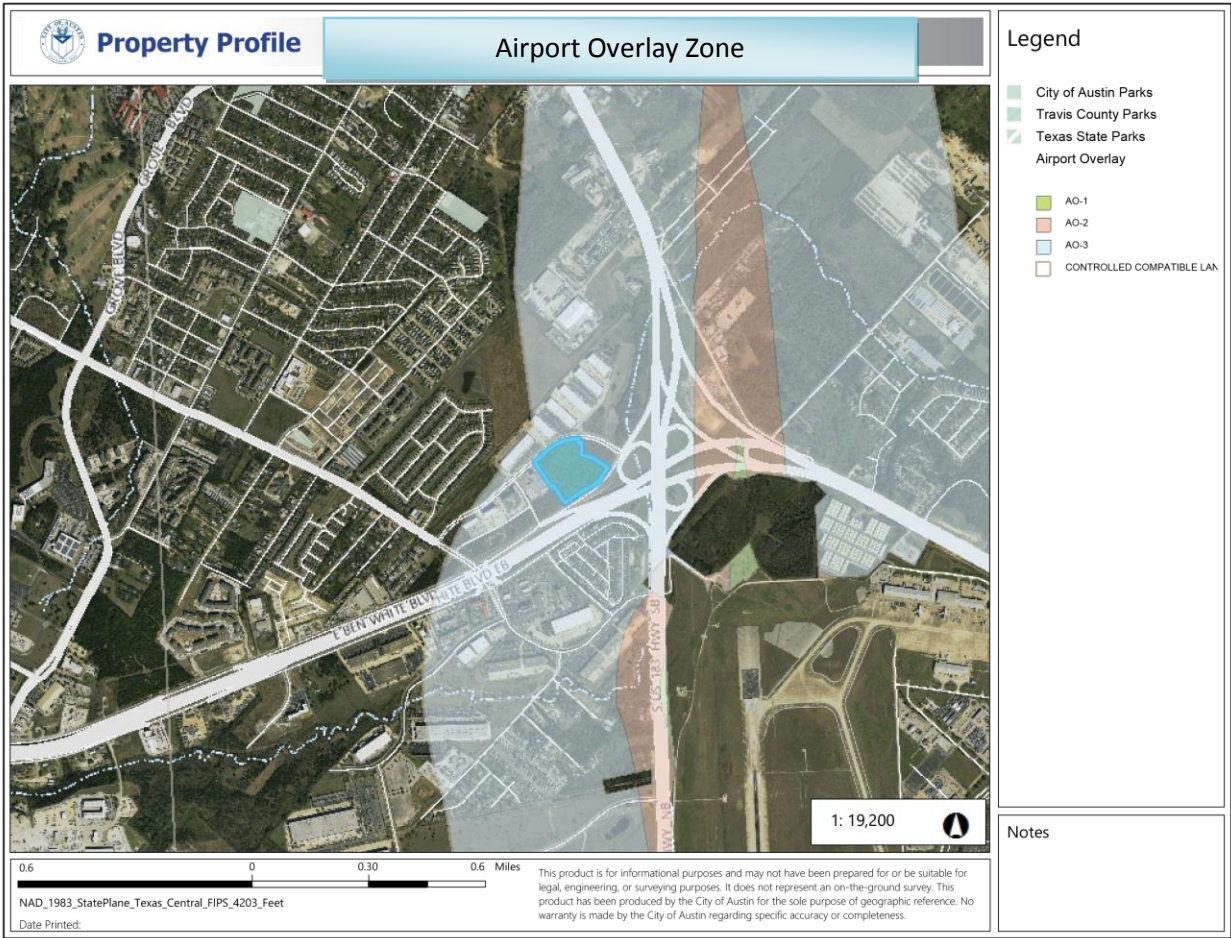 CITY OF AUSTIN
Property Profile
Airport Overlay Zone
Legend
City of Austin Parks
Travis County Parks
Texas State Parks
Airport Overlay
AO-1
AO-2
AO-3
CONTROLLED COMPATIBLE LAN
GROVE BLVD
GROVE BLVD
E BEN WHITE BLVD
HITE BLVD EB
S US 183 HWY SB
WY NB
1: 19,200
Notes
0.6 0 0.30 0.6 Miles
NAD_1983_StatePlane_Texas_Central_FIPS_4203_Feet
Date Printed:
This product is for informational purposes and may not have been prepared for or be suitable for
legal, engineering, or surveying purposes. It does not represent an on-the-ground survey. This
product has been produced by the City of Austin for the sole purpose of geographic reference. No
warranty is made by the City of Austin regarding specific accuracy or completeness.